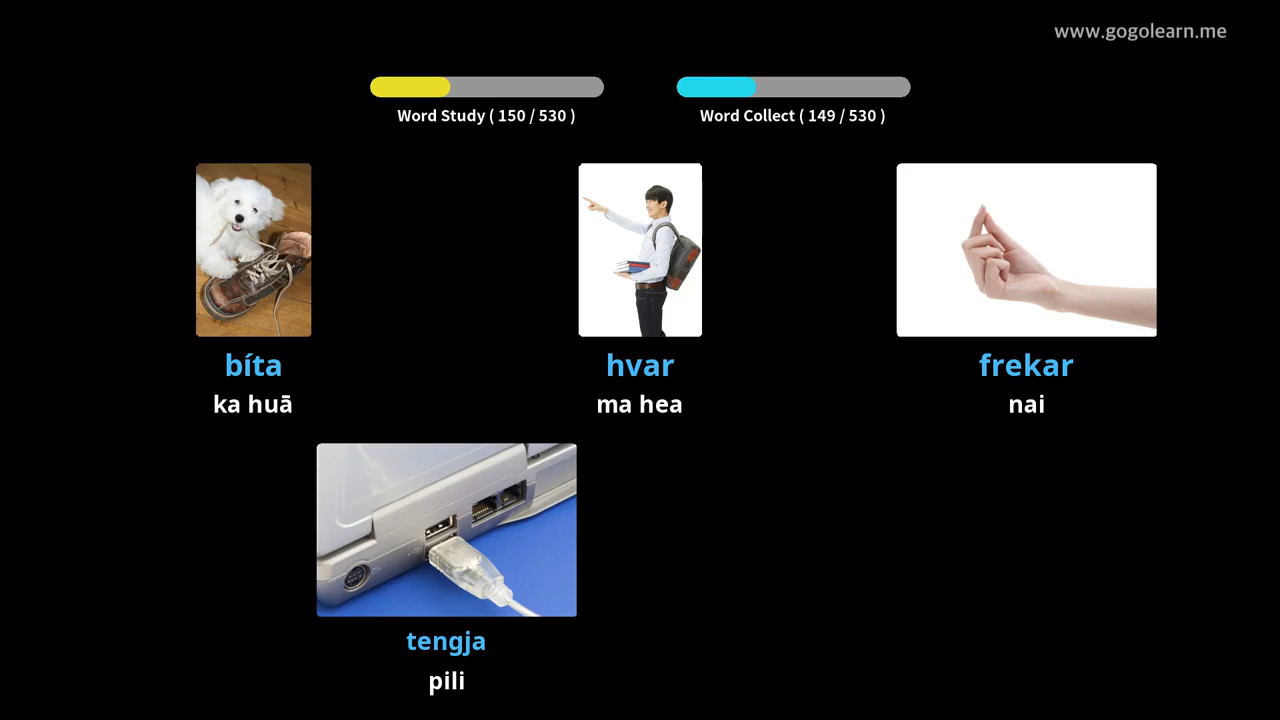 www.gogolearn.me
Word Study ( 150 / 530 )
Word Collect ( 149 / 530 )
bíta
ka huā
hvar
ma hea
frekar
nai
tengja
pili